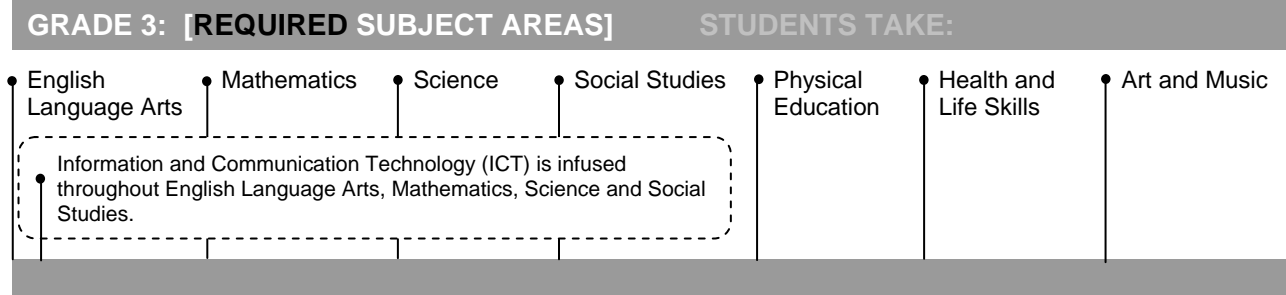 GRADE 3: [REQUIRED SUBJECT AREAS] STUDENTS TAKE:
English
Language Arts
Mathematics
Science
Social Studies
Physical
Education
Health and
Life Skills
Art and Music
Information and Communication Technology (ICT) is infused
throughout English Language Arts, Mathematics, Science and Social
Studies.